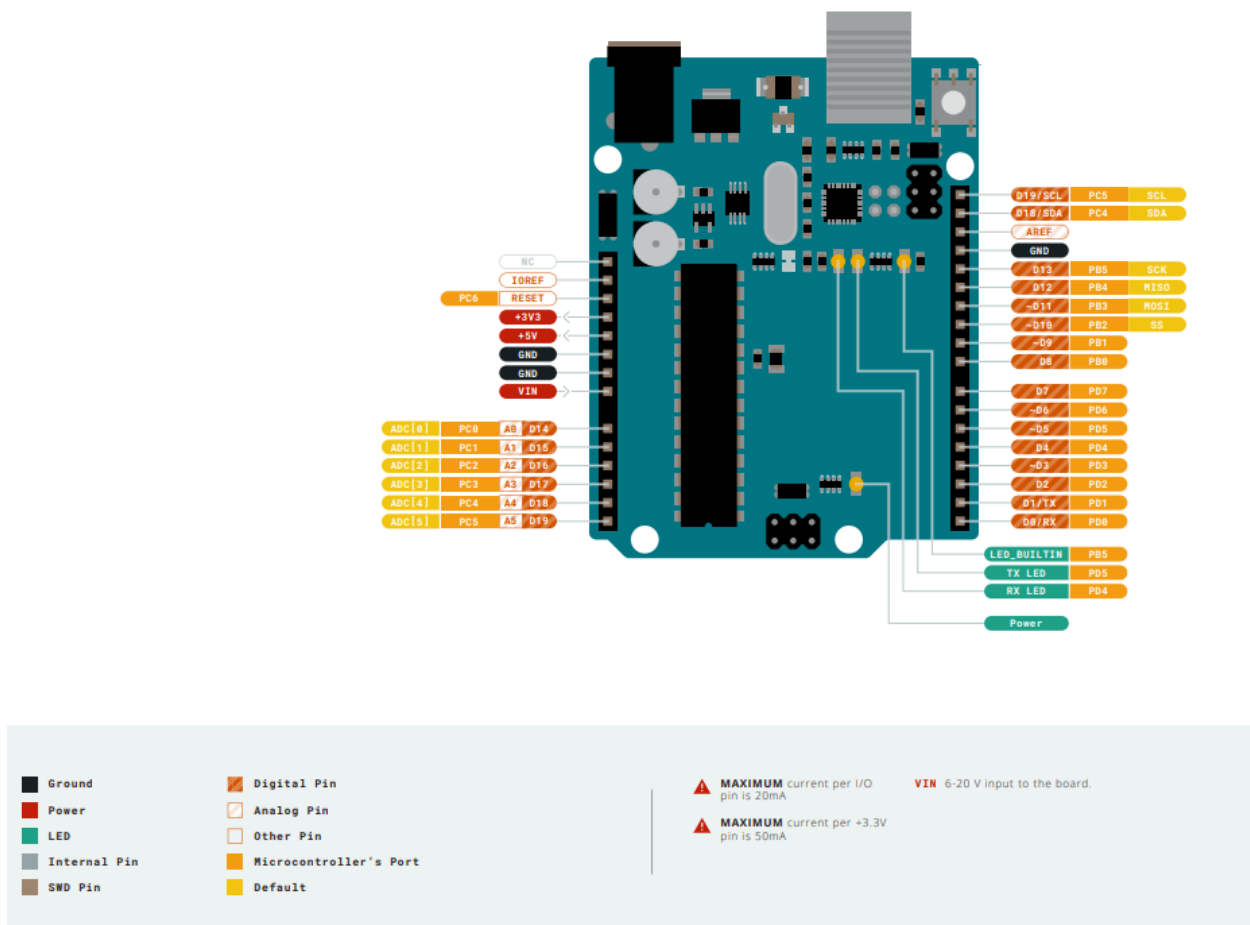 D19/SCL PC5 SCL
D18/SDA PC4 SDA
AREF
GND
NC
D13 PB5 SCK
IOREF
D12 PB4 MISO
PC6 RESET
~D11 PB3 MOSI
+3V3
~D10 PB2 SS
+5V
~D9 PB1
GND
D8 PB0
GND
VIN
D7 PD7
~D6 PD6
ADC[0] PC0 A0 D14
~D5 PD5
ADC[1] PC1 A1 D15
D4 PD4
ADC[2] PC2 A2 D16
~D3 PD3
ADC[3] PC3 A3 D17
D2 PD2
ADC[4] PC4 A4 D18
D1/TX PD1
ADC[5] PC5 A5 D19
D0/RX PD0
LED_BUILTIN PB5
TX LED PD5
RX LED PD4
Power
Ground
Power
LED
Internal Pin
SWD Pin
Digital Pin
Analog Pin
Other Pin
Microcontroller's Port
Default
MAXIMUM current per I/O
pin is 20mA
MAXIMUM current per +3.3V
pin is 50mA
VIN 6-20 V input to the board.